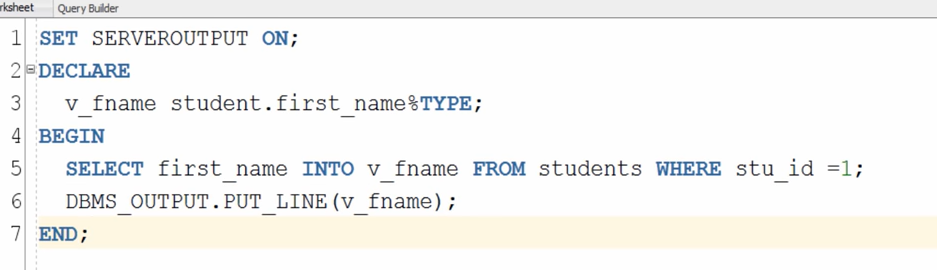 rksheet Query Builder
1 SET SERVEROUTPUT ON;
2 DECLARE
3 v_fname student.first_name%TYPE;
4 BEGIN
5 SELECT first_name INTO v_fname FROM students WHERE stu_id =1;
6 DBMS_OUTPUT.PUT_LINE(v_fname);
7 END;